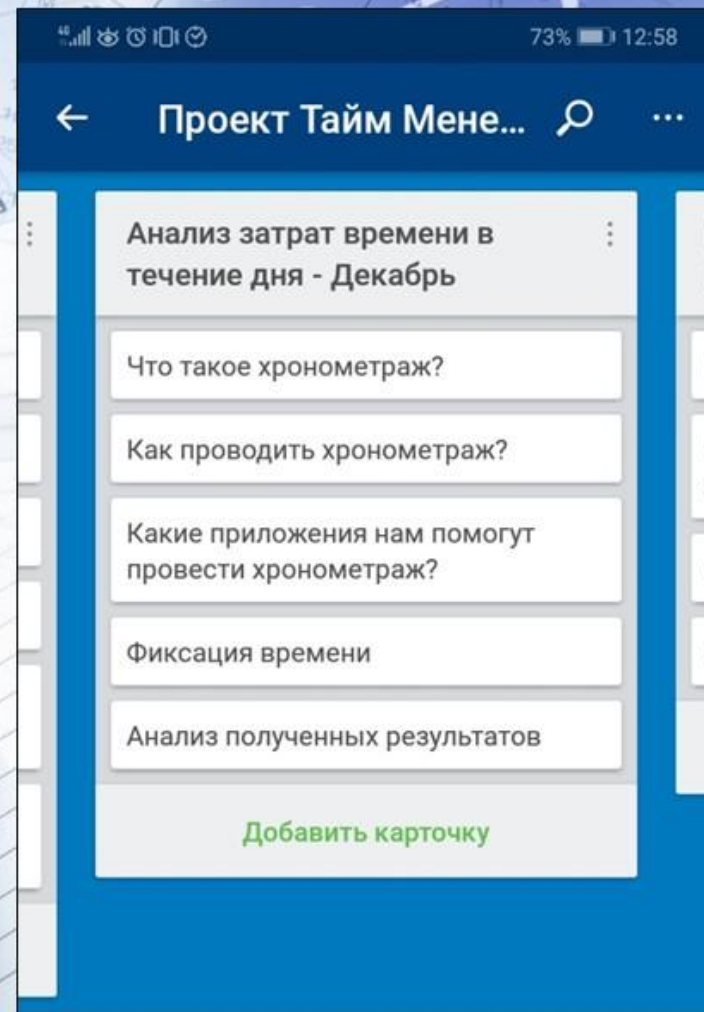 73% 12:58
Проект Тайм Мене...
Анализ затрат времени в
течение дня - Декабрь
Что такое хронометраж?
Как проводить хронометраж?
Какие приложения нам помогут
провести хронометраж?
Фиксация времени
Анализ полученных результатов
Добавить карточку